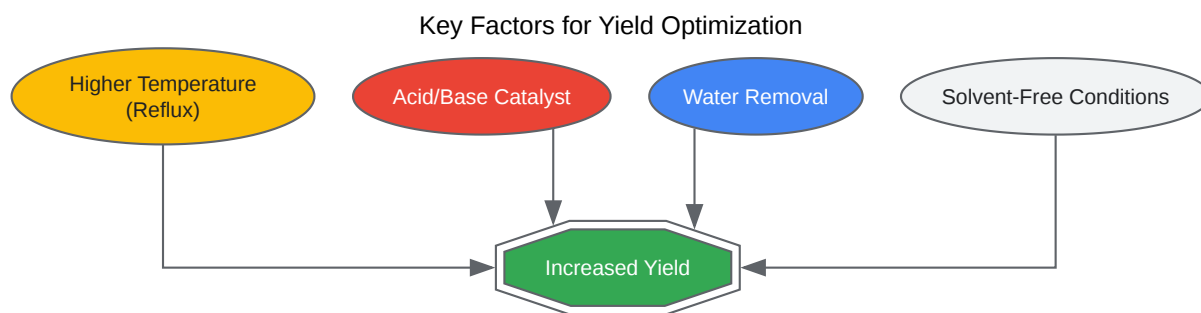 Key Factors for Yield Optimization
Higher Temperature
(Reflux)
Acid/Base Catalyst
Water Removal
Solvent-Free Conditions
Increased Yield